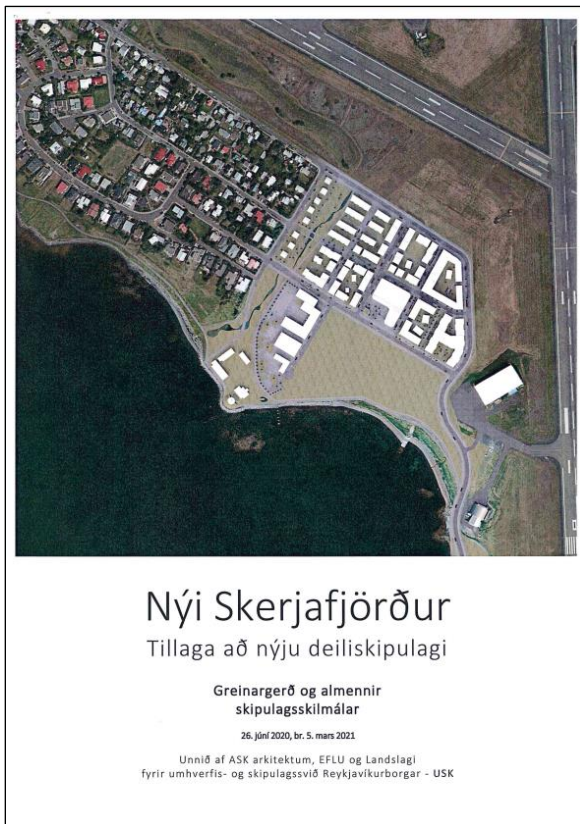 Nýi Skerjafjörður
Tillaga að nýju deiliskipulagi
Greinargerð og almennir
skipulagsskilmálar
26. júní 2020, br. 5. mars 2021
Unnið af ASK arkitektum, EFLU og Landslagi
fyrir umhverfis- og skipulagssvið Reykjavíkurborgar - USK